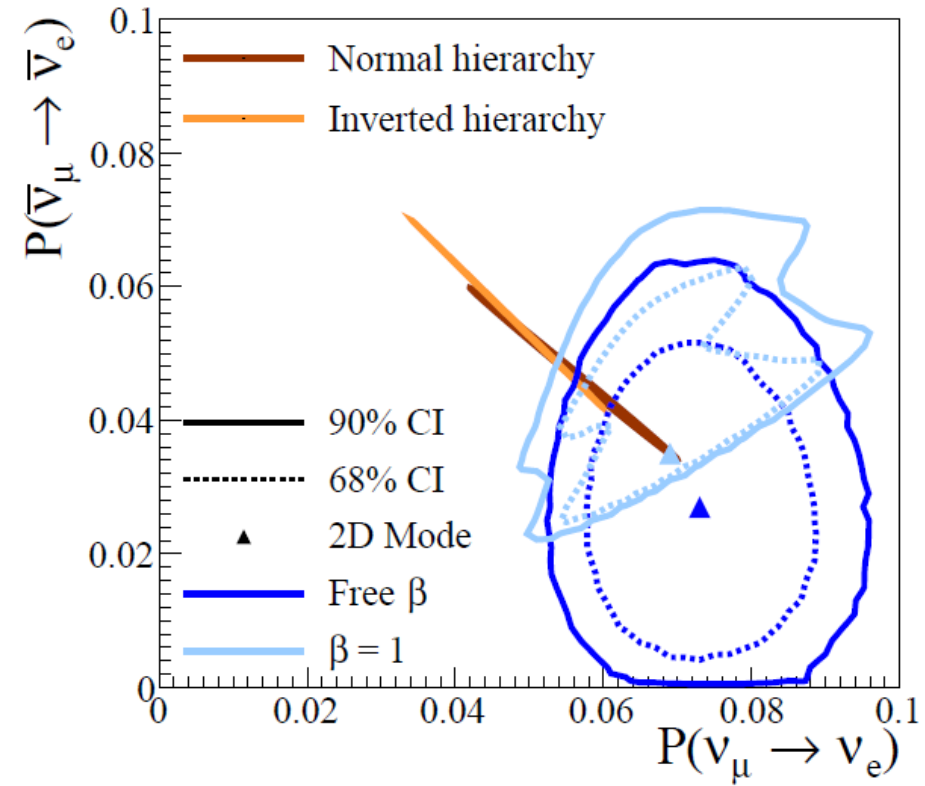 P(ν̅μ → ν̅e)
0.1
0.08
0.06
0.04
0.02
0
Normal hierarchy
Inverted hierarchy
90% CI
68% CI
2D Mode
Free β
β = 1
0 0.02 0.04 0.06 0.08 0.1
P(νμ → νe)